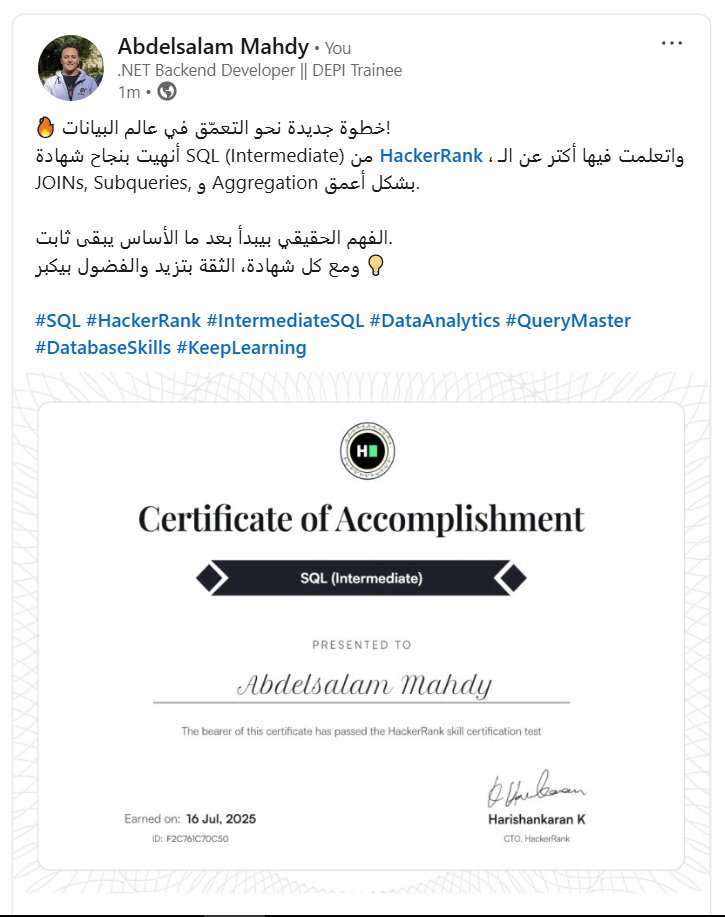 Abdelsalam Mahdy • You
.NET Backend Developer || DEPI Trainee
1m •
🔥 خطوة جديدة نحو التعمّق في عالم البيانات!
أنهيت بنجاح شهادة SQL (Intermediate) من HackerRank ، واتعلمت فيها أكتر عن الـ
JOINs, Subqueries, و Aggregation بشكل أعمق.
الفهم الحقيقي بيبدأ بعد ما الأساس يبقى ثابت.
ومع كل شهادة، الثقة بتزيد والفضول بيكبر 💡
#SQL #HackerRank #IntermediateSQL #DataAnalytics #QueryMaster
#DatabaseSkills #KeepLearning
H
Certificate of Accomplishment
SQL (Intermediate)
PRESENTED TO
Abdelsalam Mahdy
The bearer of this certificate has passed the HackerRank skill certification test
Earned on: 16 Jul, 2025
ID: F2C761C70C50
Harishankaran K
CTO, HackerRank